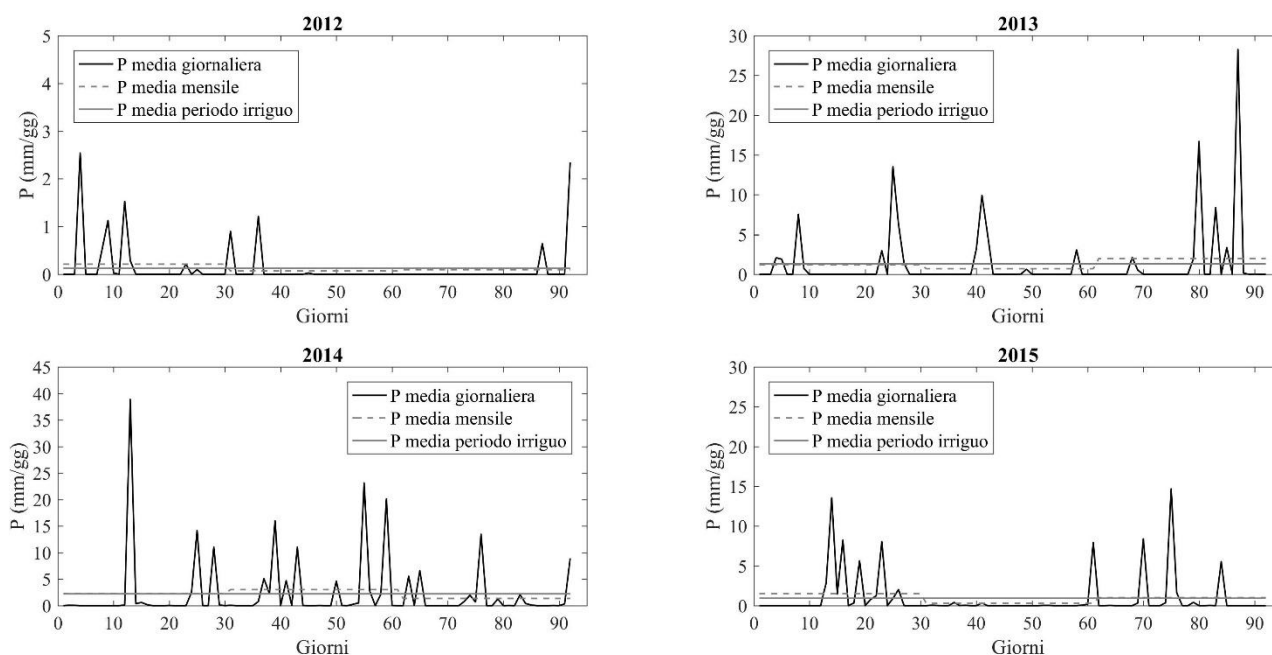 2012
5
4
3
2
1
0
P (mm/gg)
P media giornaliera
P media mensile
P media periodo irriguo
0 10 20 30 40 50 60 70 80 90
Giorni
2013
30
25
20
15
10
5
0
P (mm/gg)
P media giornaliera
P media mensile
P media periodo irriguo
0 10 20 30 40 50 60 70 80 90
Giorni
2014
45
40
35
30
25
20
15
10
5
0
P (mm/gg)
P media giornaliera
P media mensile
P media periodo irriguo
0 10 20 30 40 50 60 70 80 90
Giorni
2015
30
25
20
15
10
5
0
P (mm/gg)
P media giornaliera
P media mensile
P media periodo irriguo
0 10 20 30 40 50 60 70 80 90
Giorni